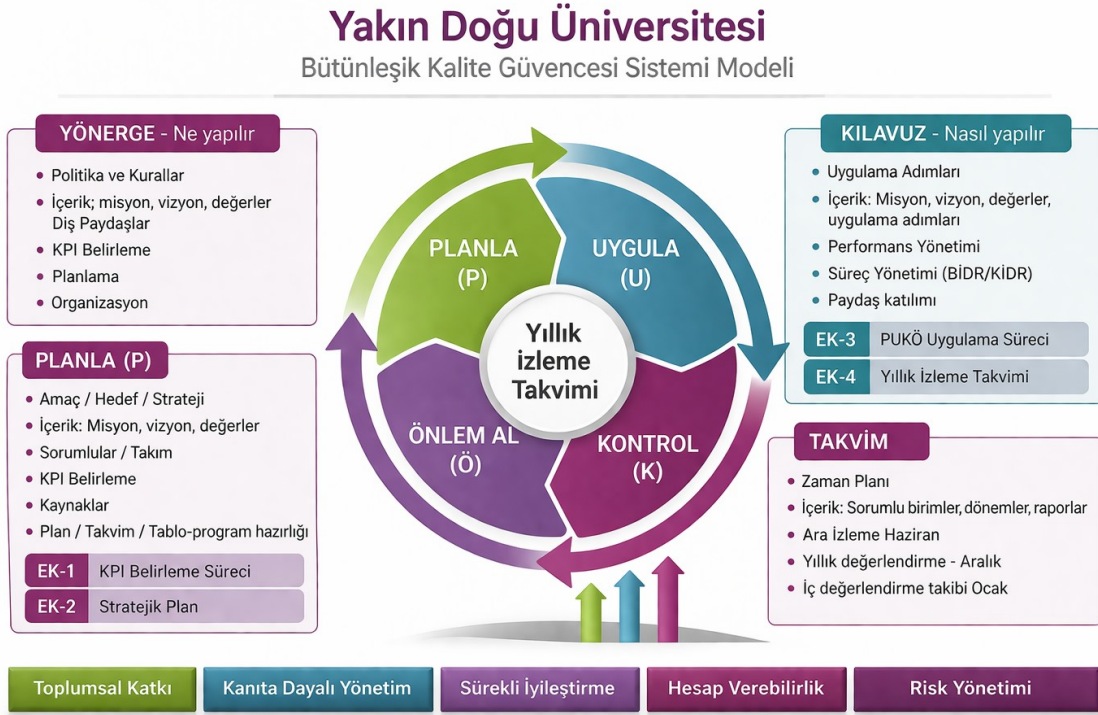 Yakın Doğu Üniversitesi
Bütünleşik Kalite Güvencesi Sistemi Modeli
YÖNERGE - Ne yapılır
• Politika ve Kurallar
• İçerik; misyon, vizyon, değerler
Diş Paydaşlar
• KPI Belirleme
• Planlama
• Organizasyon
PLANLA (P)
• Amaç / Hedef / Strateji
• İçerik: Misyon, vizyon, değerler
• Sorumlular / Takım
• KPI Belirleme
• Kaynaklar
• Plan / Takvim / Tablo-program hazırlığı
EK-1 KPI Belirleme Süreci
EK-2 Stratejik Plan
PLANLA
(P)
UYGULA
(U)
Yıllık
izleme
Takvimi
ÖNLEM AL
(Ö)
KONTROL
(K)
KILAVUZ - Nasıl yapılır
• Uygulama Adımları
• İçerik: Misyon, vizyon, değerler,
uygulama adımları
• Performans Yönetimi
• Süreç Yönetimi (BİDR/KİDR)
• Paydaş katılımı
EK-3 PUKÖ Uygulama Süreci
EK-4 Yıllık İzleme Takvimi
TAKVİM
• Zaman Planı
• İçerik: Sorumlu birimler, dönemler, raporlar
• Ara İzleme Haziran
• Yıllık değerlendirme - Aralık
• İç değerlendirme takibi Ocak
Toplumsal Katkı
Kanıta Dayalı Yönetim
Sürekli İyileştirme
Hesap Verebilirlik
Risk Yönetimi